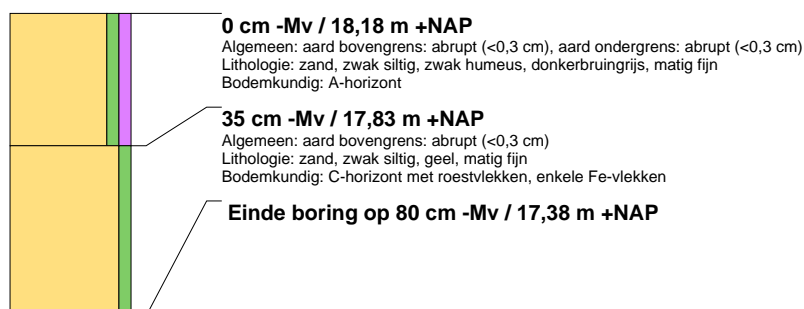 0 cm -Mv / 18,18 m +NAP
Algemeen: aard bovengrens: abrupt (<0,3 cm), aard ondergrens: abrupt (<0,3 cm)
Lithologie: zand, zwak siltig, zwak humeus, donkerbruingrijs, matig fijn
Bodemkundig: A-horizont
35 cm -Mv / 17,83 m +NAP
Algemeen: aard bovengrens: abrupt (<0,3 cm)
Lithologie: zand, zwak siltig, geel, matig fijn
Bodemkundig: C-horizont met roestvlekken, enkele Fe-vlekken
Einde boring op 80 cm -Mv / 17,38 m +NAP